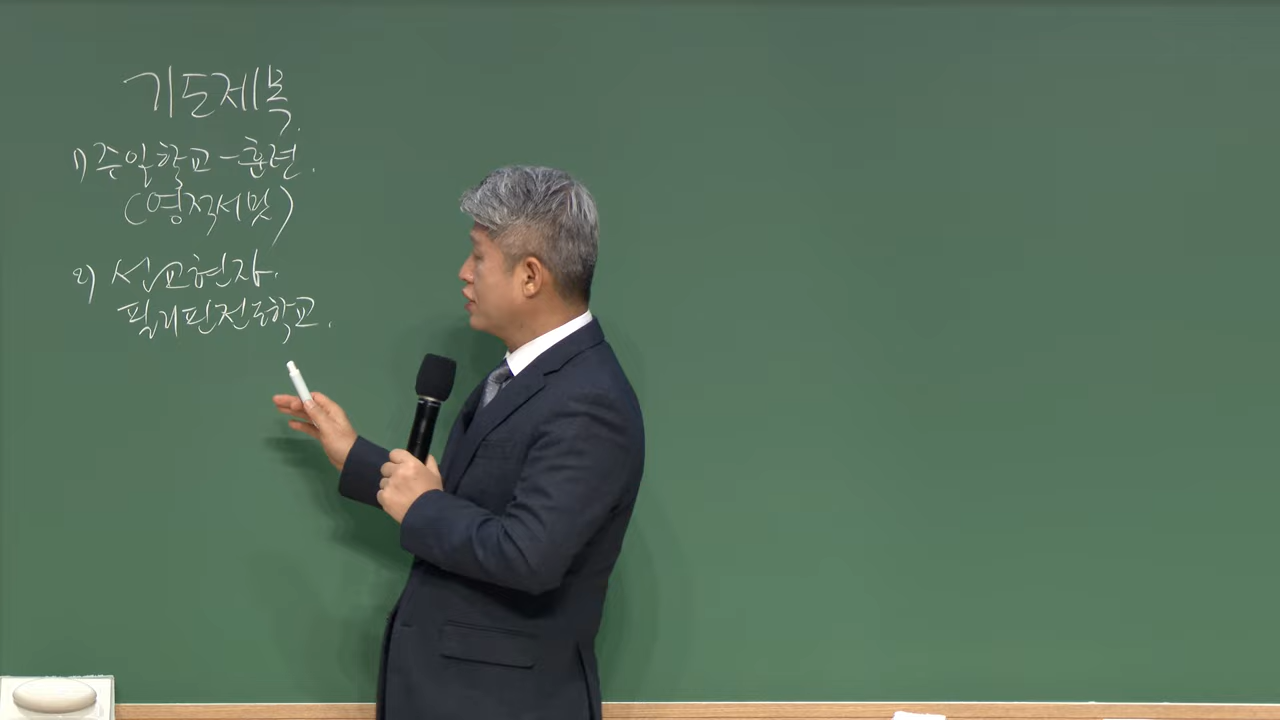 기도제목.
1) 주일학교 - 훈련.
(영적서밋)
2) 선교현장.
필리핀전도학교.